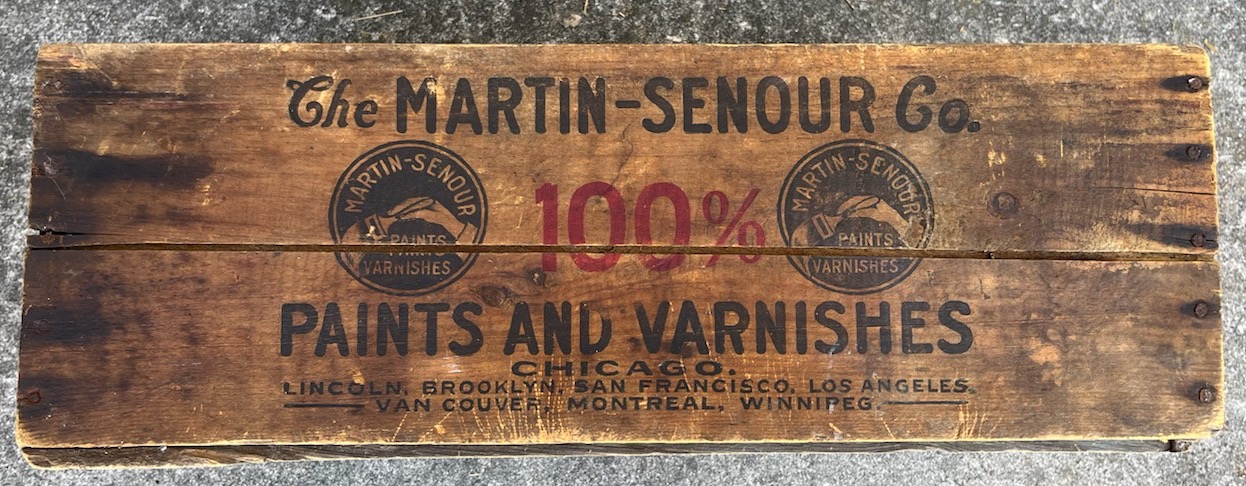 The MARTIN-SENOUR Co.
MARTIN-SENOUR
PAINTS
VARNISHES
100%
MARTIN-SENOUR
PAINTS
VARNISHES
PAINTS AND VARNISHES
CHICAGO.
LINCOLN, BROOKLYN, SAN FRANCISCO, LOS ANGELES.
VAN COUVER, MONTREAL, WINNIPEG.